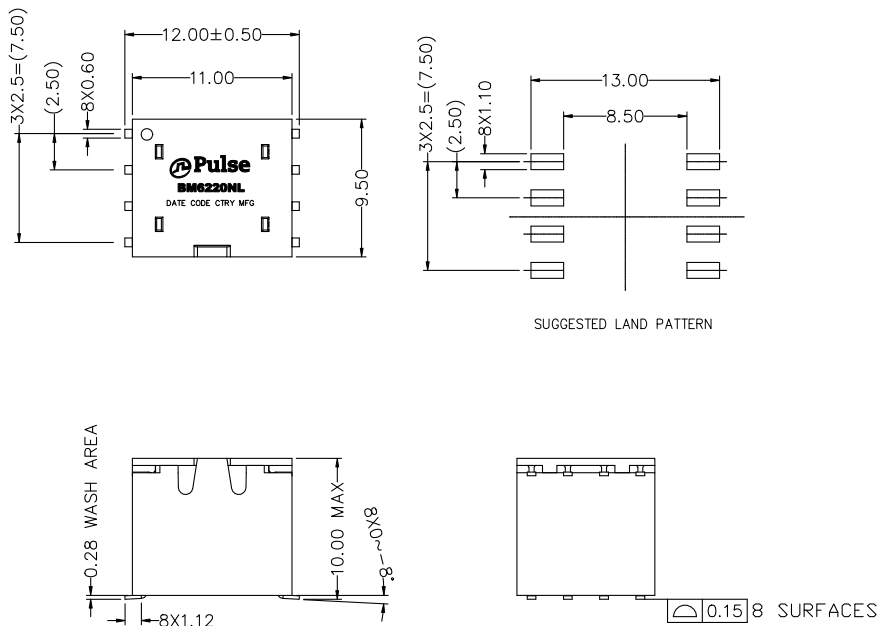 12.00±0.50
11.00
3X2.5=(7.50)
(2.50)
8X0.60
Pulse
BM6220NL
DATE CODE CTRY MFG
9.50
13.00
8.50
3X2.5=(7.50)
(2.50)
8X1.10
SUGGESTED LAND PATTERN
0.28 WASH AREA
8X1.12
10.00 MAX
8X0~-8°
0.15 8 SURFACES